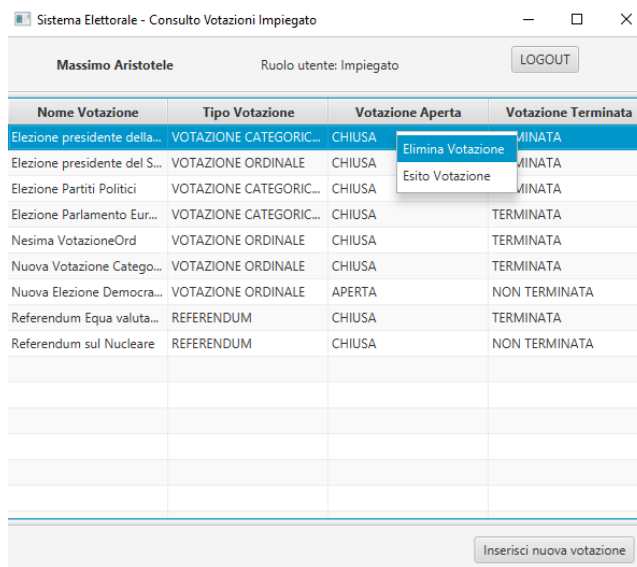 Sistema Elettorale - Consulto Votazioni Impiegato
Massimo Aristotele Ruolo utente: Impiegato LOGOUT
Nome Votazione Tipo Votazione Votazione Aperta Votazione Terminata
Elezione presidente della... VOTAZIONE CATEGORIC... CHIUSA MINATA
Elimina Votazione
Elezione presidente del S... VOTAZIONE ORDINALE CHIUSA MINATA
Esito Votazione
Elezione Partiti Politici VOTAZIONE CATEGORIC... CHIUSA MINATA
Elezione Parlamento Eur... VOTAZIONE CATEGORIC... CHIUSA TERMINATA
Nesima VotazioneOrd VOTAZIONE ORDINALE CHIUSA TERMINATA
Nuova Votazione Catego... VOTAZIONE CATEGORIC... CHIUSA TERMINATA
Nuova Elezione Democra... VOTAZIONE ORDINALE APERTA NON TERMINATA
Referendum Equa valuta... REFERENDUM CHIUSA TERMINATA
Referendum sul Nucleare REFERENDUM CHIUSA NON TERMINATA
Inserisci nuova votazione